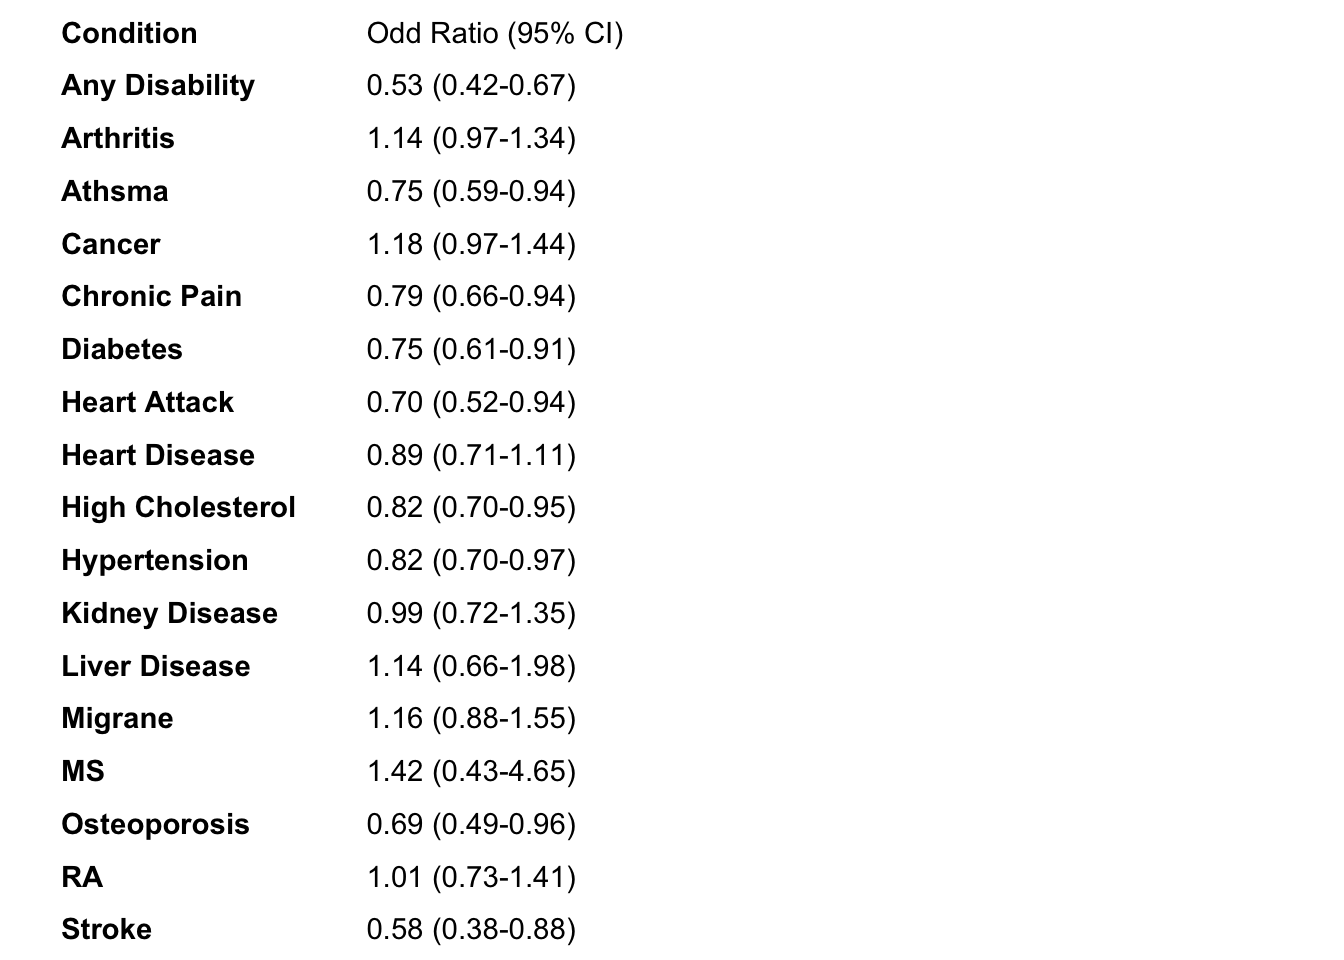 Condition Odd Ratio (95% CI)
Any Disability 0.53 (0.42-0.67)
Arthritis 1.14 (0.97-1.34)
Athsma 0.75 (0.59-0.94)
Cancer 1.18 (0.97-1.44)
Chronic Pain 0.79 (0.66-0.94)
Diabetes 0.75 (0.61-0.91)
Heart Attack 0.70 (0.52-0.94)
Heart Disease 0.89 (0.71-1.11)
High Cholesterol 0.82 (0.70-0.95)
Hypertension 0.82 (0.70-0.97)
Kidney Disease 0.99 (0.72-1.35)
Liver Disease 1.14 (0.66-1.98)
Migrane 1.16 (0.88-1.55)
MS 1.42 (0.43-4.65)
Osteoporosis 0.69 (0.49-0.96)
RA 1.01 (0.73-1.41)
Stroke 0.58 (0.38-0.88)